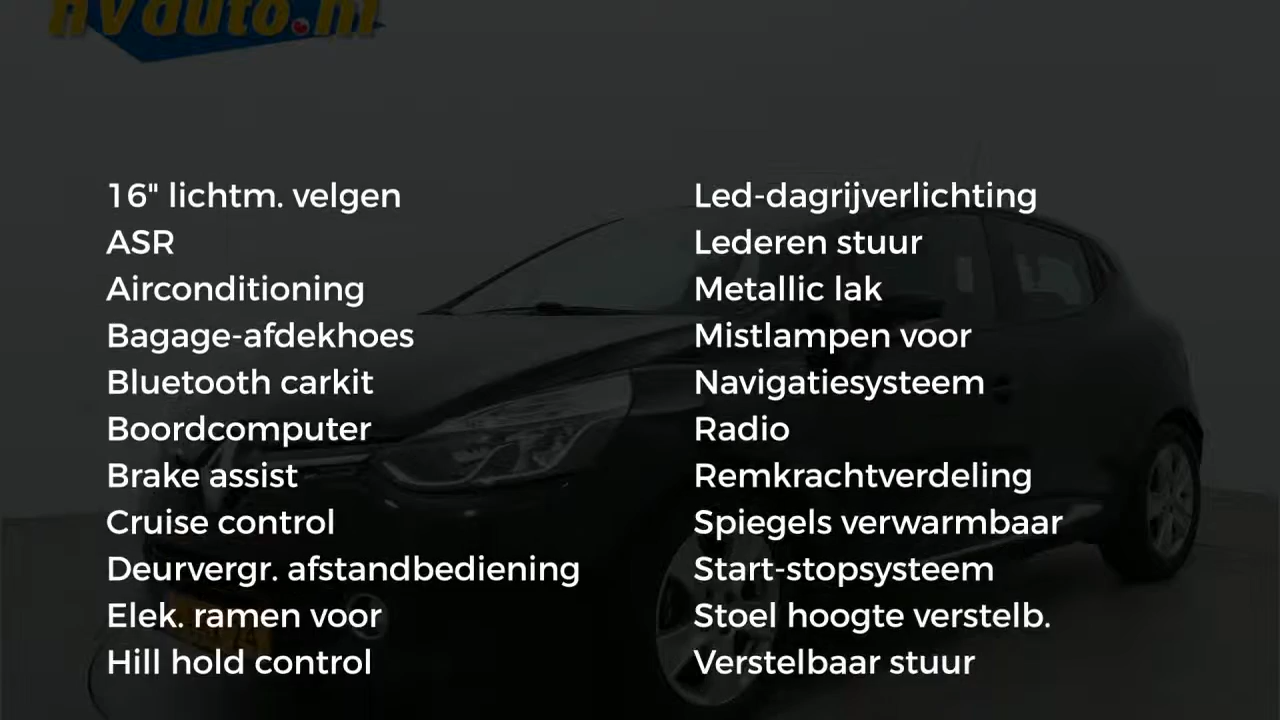 16" lichtm. velgen
ASR
Airconditioning
Bagage-afdekhoes
Bluetooth carkit
Boordcomputer
Brake assist
Cruise control
Deurvergr. afstandbediening
Elek. ramen voor
Hill hold control
Led-dagrijverlichting
Lederen stuur
Metallic lak
Mistlampen voor
Navigatiesysteem
Radio
Remkrachtverdeling
Spiegels verwarmbaar
Start-stopsysteem
Stoel hoogte verstelb.
Verstelbaar stuur